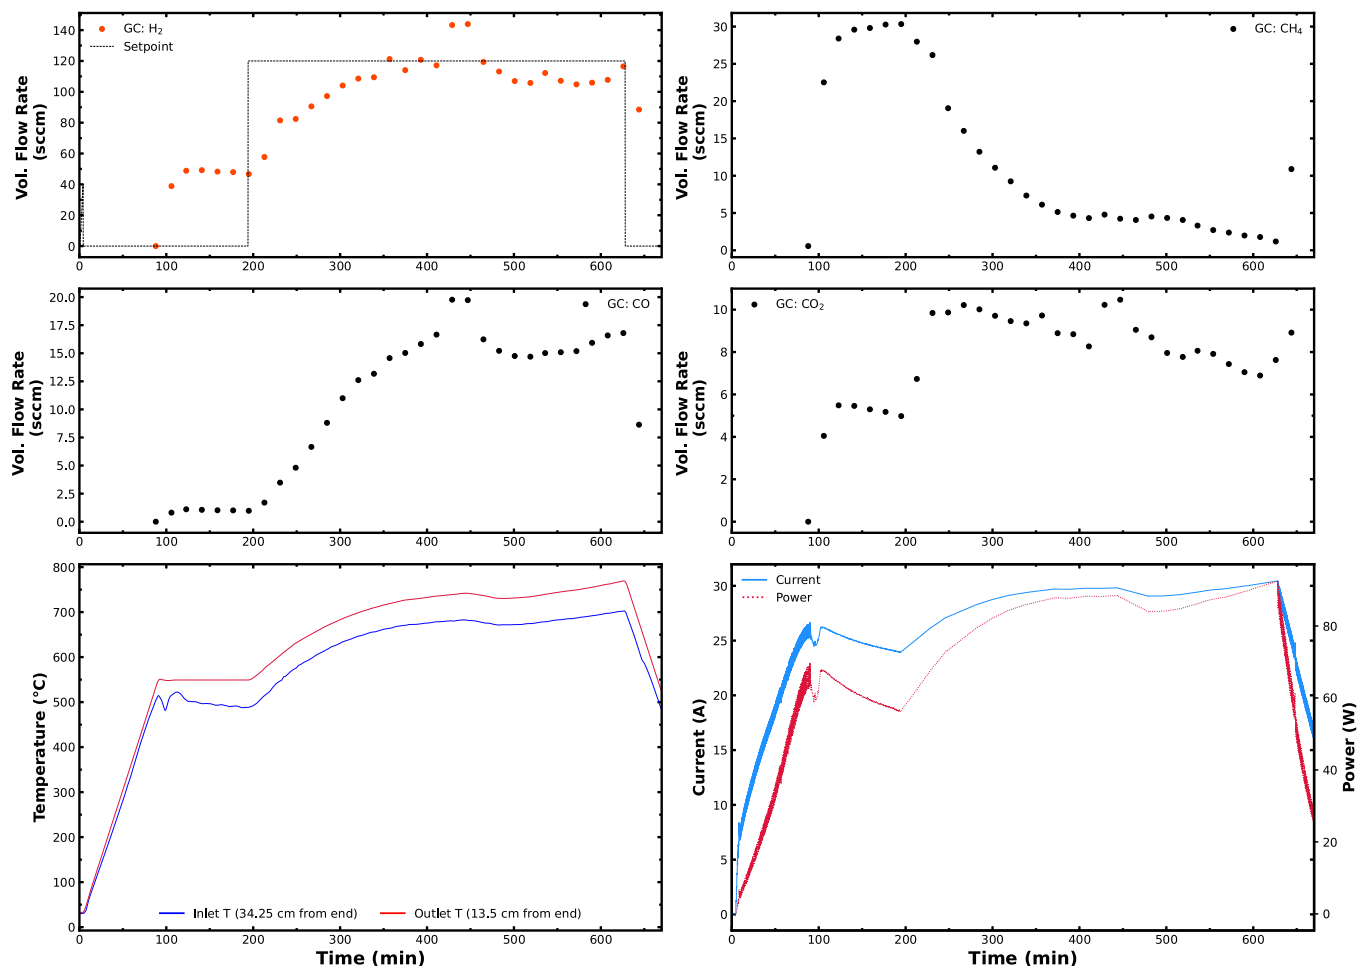 GC: H₂
Setpoint
Vol. Flow Rate
(sccm)
140
120
100
80
60
40
20
0
0 100 200 300 400 500 600
GC: CH₄
Vol. Flow Rate
(sccm)
30
25
20
15
10
5
0
0 100 200 300 400 500 600
GC: CO
Vol. Flow Rate
(sccm)
20.0
17.5
15.0
12.5
10.0
7.5
5.0
2.5
0.0
0 100 200 300 400 500 600
GC: CO₂
Vol. Flow Rate
(sccm)
10
8
6
4
2
0
0 100 200 300 400 500 600
Temperature (°C)
800
700
600
500
400
300
200
100
0
Inlet T (34.25 cm from end)
Outlet T (13.5 cm from end)
0 100 200 300 400 500 600
Time (min)
Current
Power
Current (A)
30
25
20
15
10
5
0
80
60
40
20
0
Power (W)
0 100 200 300 400 500 600
Time (min)